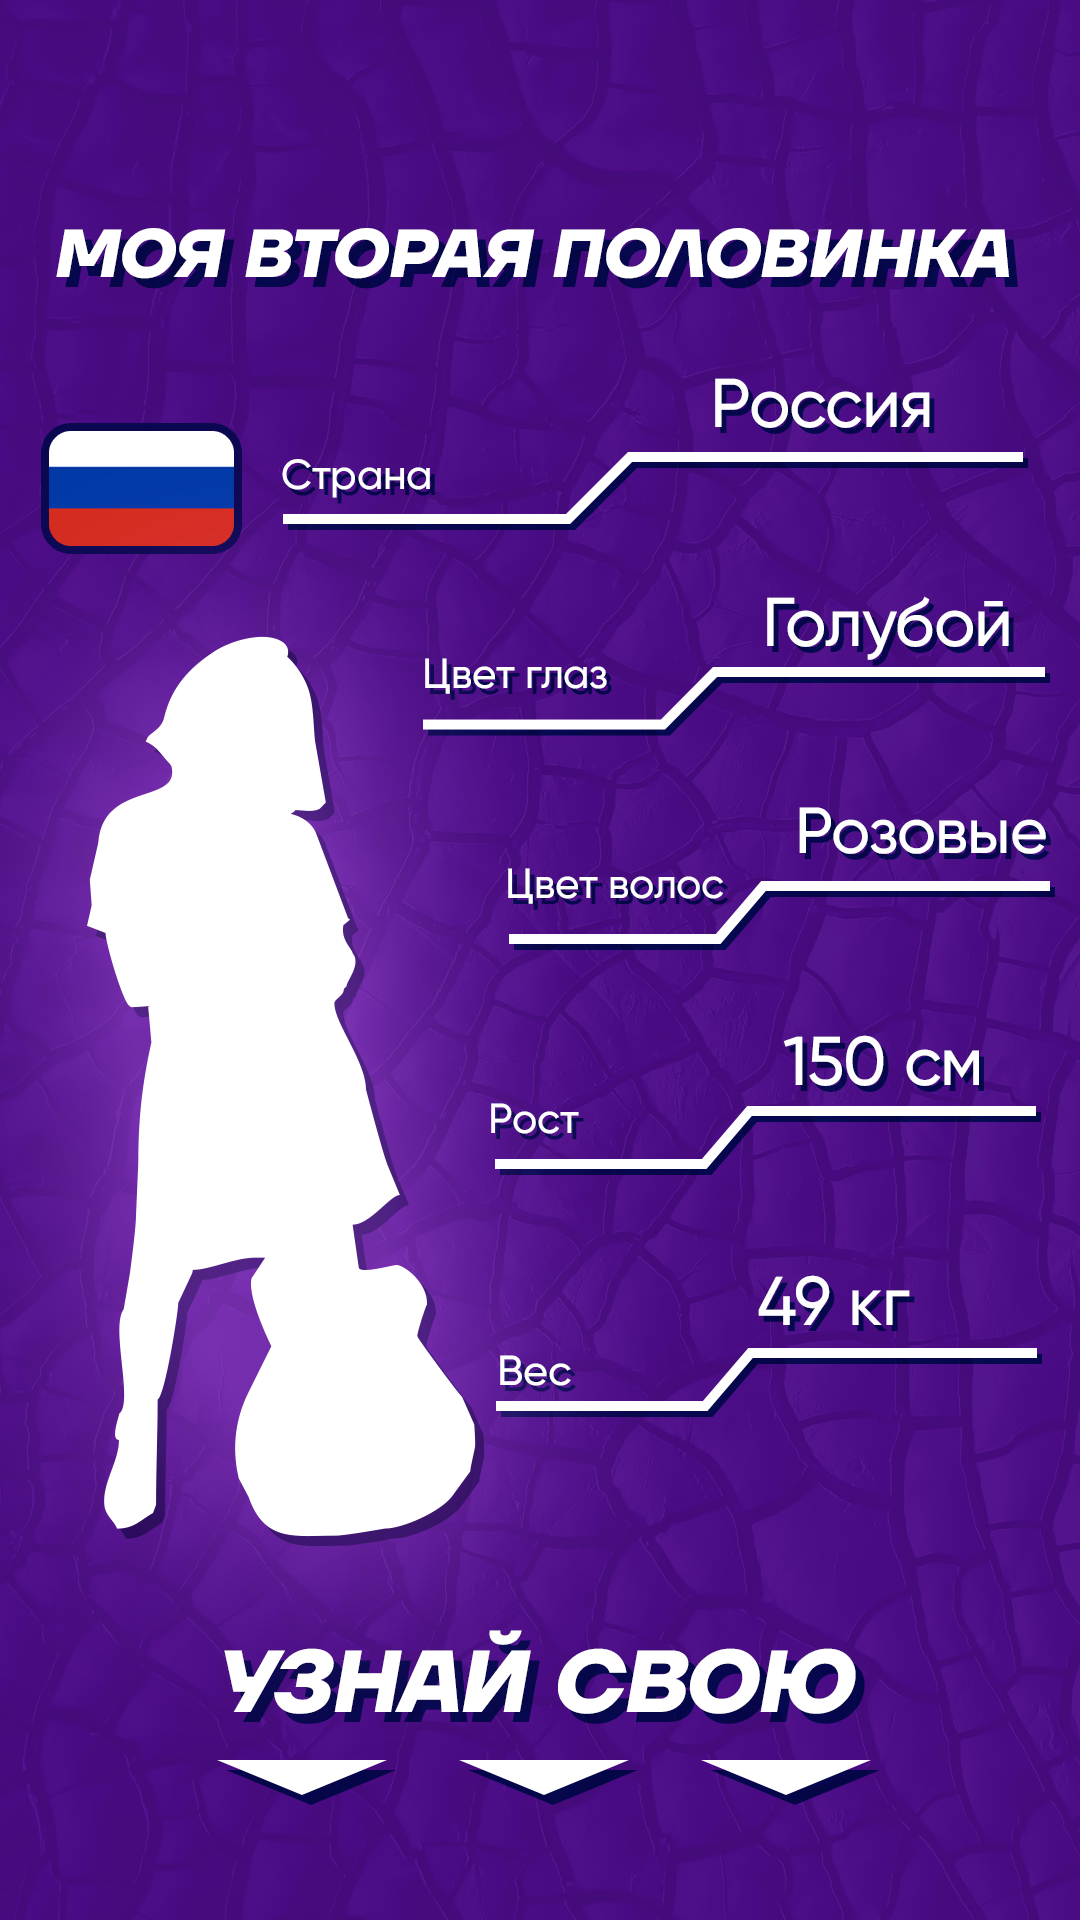 МОЯ ВТОРАЯ ПОЛОВИНКА
Россия
Страна
Голубой
Цвет глаз
Розовые
Цвет волос
150 см
Рост
49 кг
Вес
УЗНАЙ СВОЮ